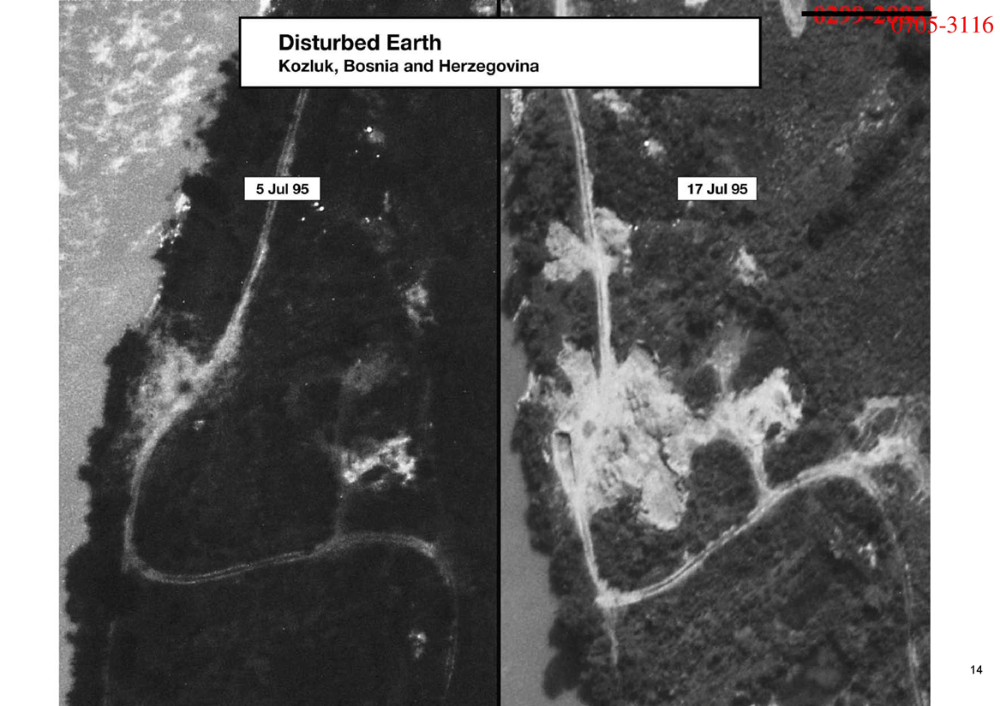 0705-3116
Disturbed Earth
Kozluk, Bosnia and Herzegovina
5 Jul 95
17 Jul 95
14